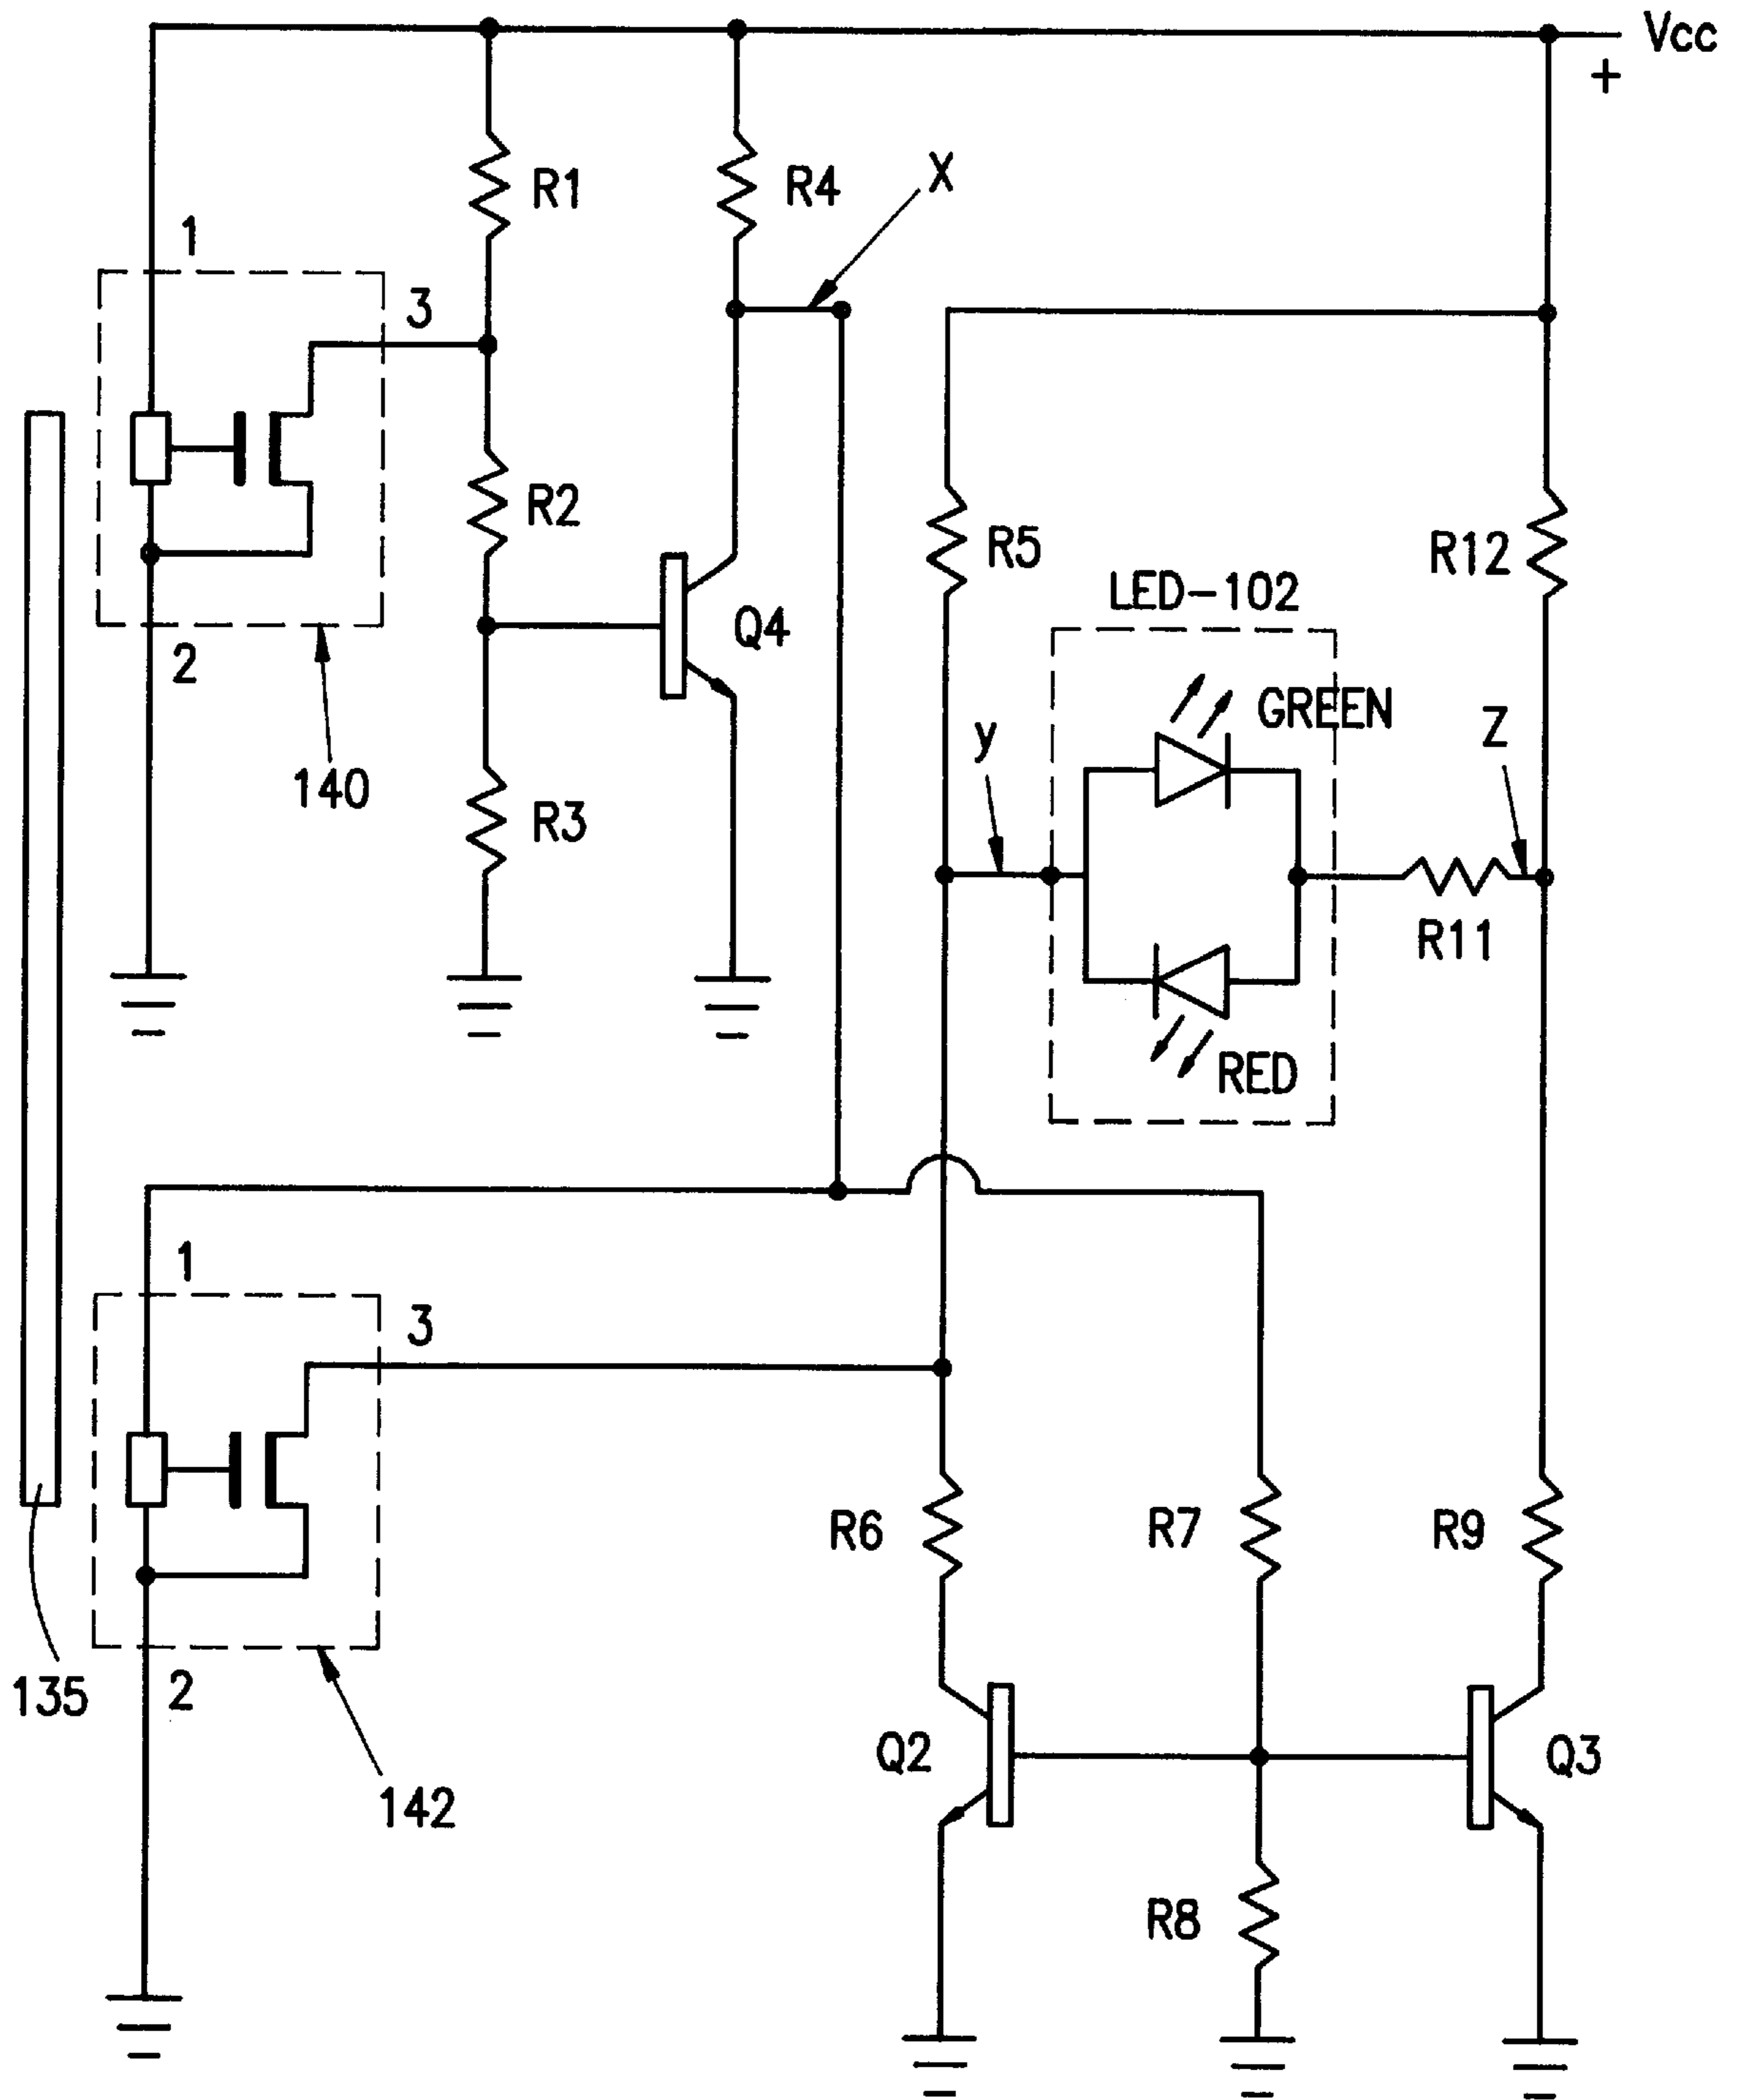 Vcc
+
R1
R4
X
1
3
R2
R5
R12
LED-102
Q4
2
GREEN
y
Z
140
R3
R11
RED
1
3
R6
R7
R9
135
2
Q2
Q3
142
R8